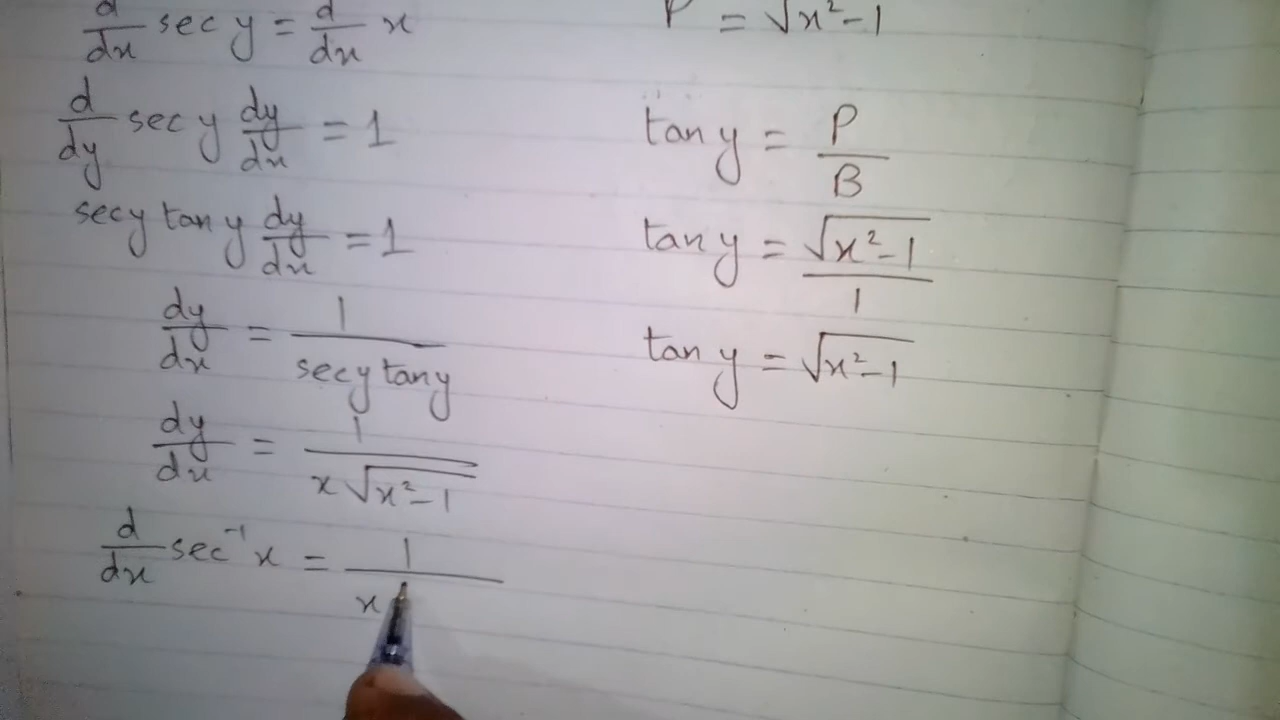 d/dx sec y = d/dx x
d/dy sec y dy/dx = 1
sec y tan y dy/dx = 1
dy/dx = 1/(sec y tan y)
dy/dx = 1/(x√(x²-1))
d/dx sec⁻¹ x = 1/x
P = √(x²-1)
tan y = P/B
tan y = √(x²-1)/1
tan y = √(x²-1)